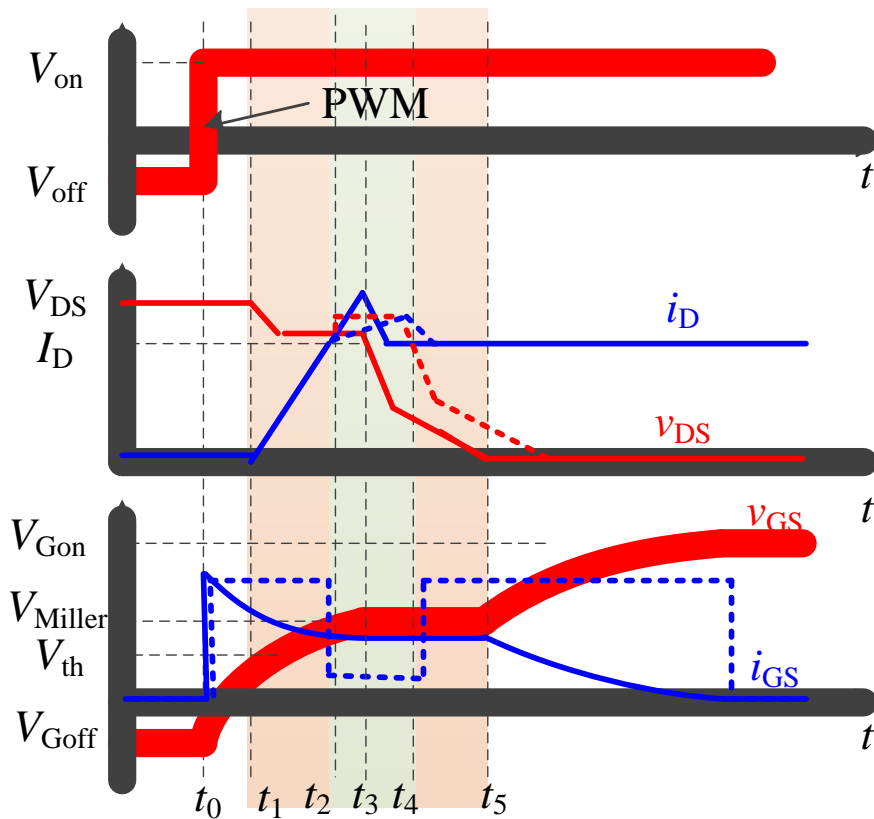 V_on
PWM
V_off
t
V_DS
I_D
i_D
v_DS
t
V_Gon
v_GS
V_Miller
V_th
i_GS
V_Goff
t
t_0 t_1 t_2 t_3 t_4 t_5